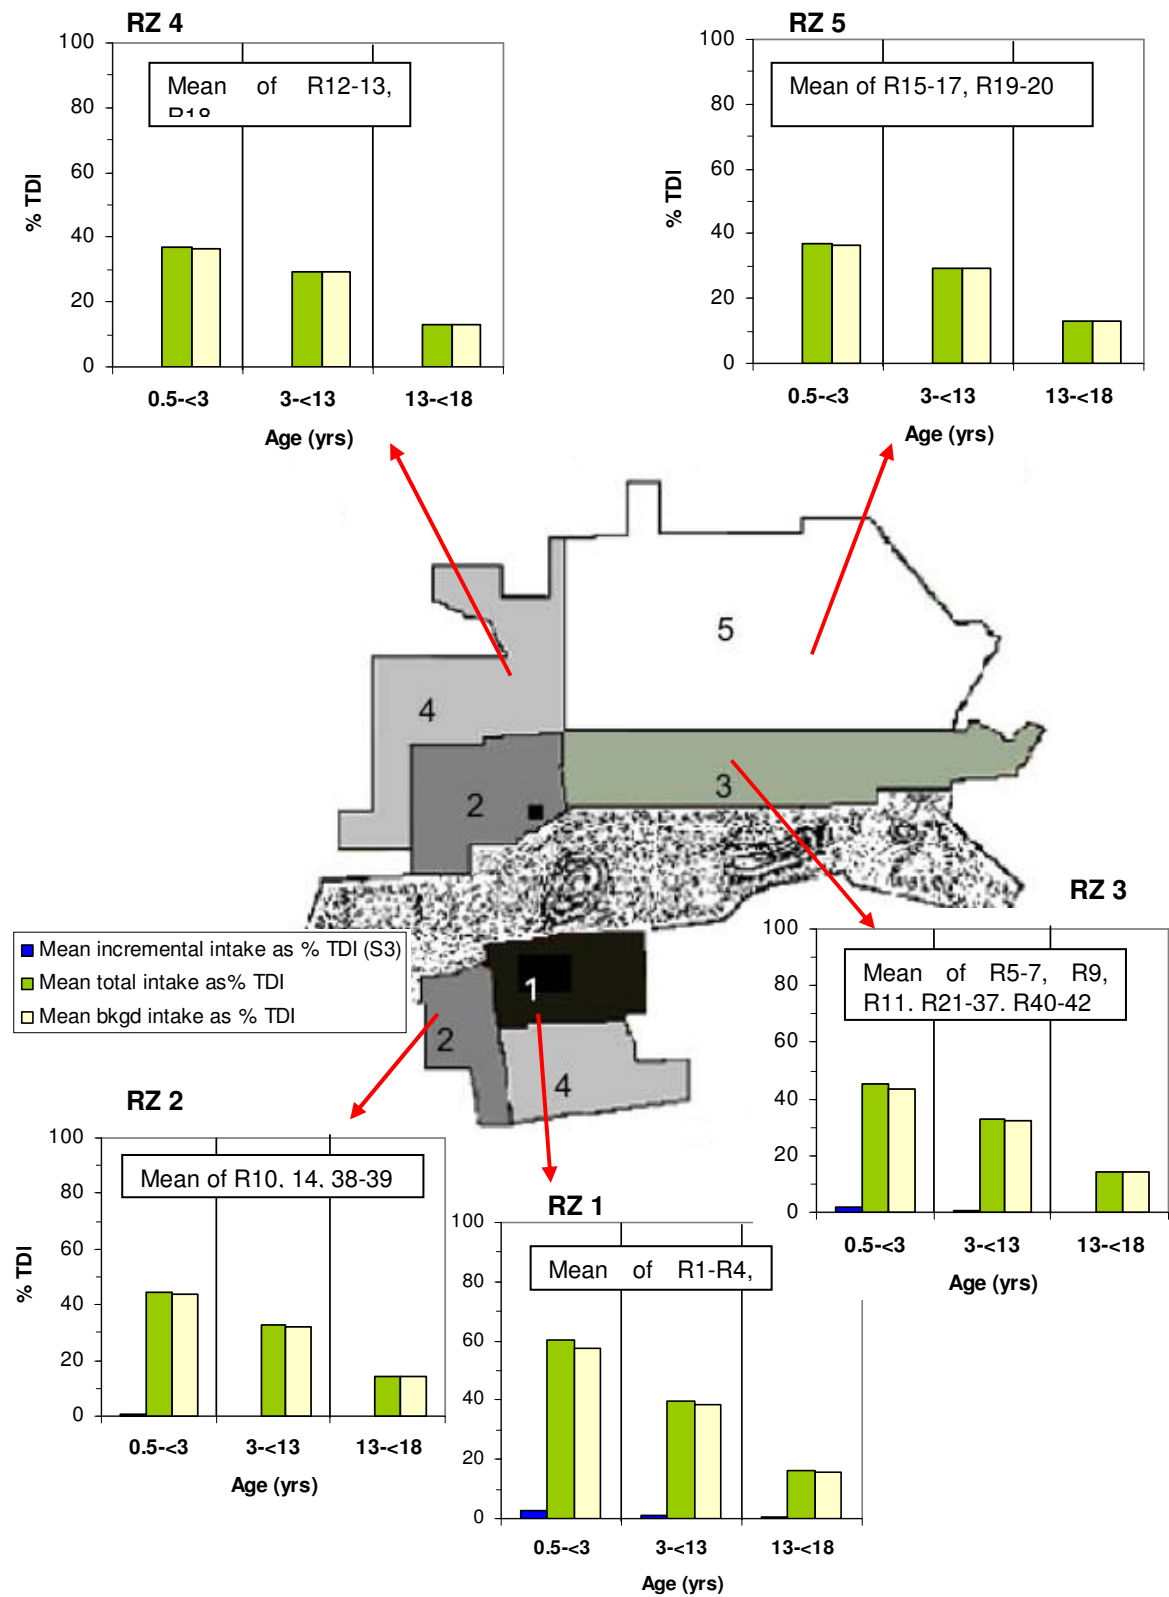 RZ 4
100
80
60
40
20
0
% TDI
Mean of R12-13,
R18
0.5-<3 3-<13 13-<18
Age (yrs)
RZ 5
100
80
60
40
20
0
% TDI
Mean of R15-17, R19-20
0.5-<3 3-<13 13-<18
Age (yrs)
5
4
3
2
1
2
4
Mean incremental intake as % TDI (S3)
Mean total intake as% TDI
Mean bkgd intake as % TDI
RZ 3
100
80
60
40
20
0
Mean of R5-7, R9,
R11, R21-37, R40-42
0.5-<3 3-<13 13-<18
Age (yrs)
RZ 2
100
80
60
40
20
0
% TDI
Mean of R10, 14, 38-39
0.5-<3 3-<13 13-<18
Age (yrs)
RZ 1
100
80
60
40
20
0
Mean of R1-R4,
0.5-<3 3-<13 13-<18
Age (yrs)